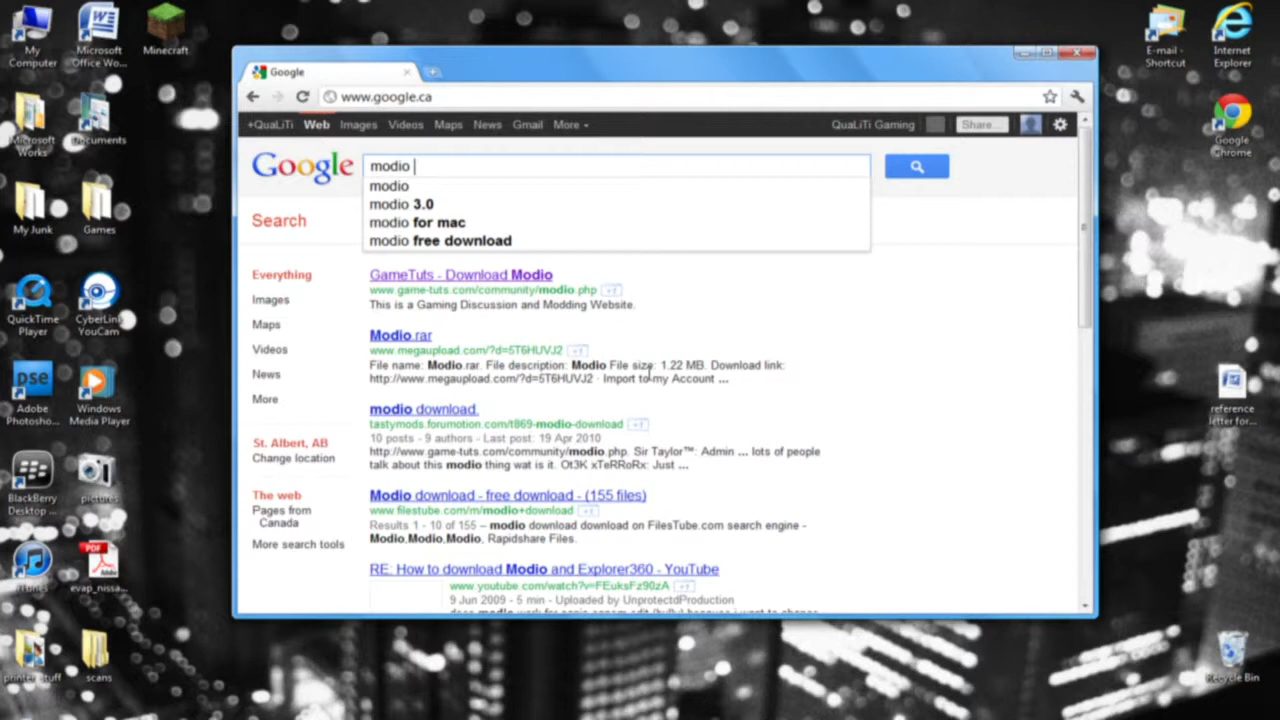 My
Computer
Microsoft
Office Wo...
Minecraft
Microsoft
Works
Documents
My Junk
Games
QuickTime
Player
CyberLink
YouCam
pse
Adobe
Photosho...
Windows
Media Player
BlackBerry
Desktop ...
pictures
iTunes
PDF
evap_nissa...
printer stuff
scans
Google
www.google.ca
+QuaLiTi Web Images Videos Maps News Gmail More
QuaLiTi Gaming Share...
Google
modio
modio
modio 3.0
modio for mac
modio free download
Search
Everything
Images
Maps
Videos
News
More
St. Albert, AB
Change location
The web
Pages from
Canada
More search tools
GameTuts - Download Modio
www.game-tuts.com/community/modio.php +1
This is a Gaming Discussion and Modding Website.
Modio.rar
www.megaupload.com/?d=5T6HUVJ2 +1
File name: Modio.rar. File description: Modio File size: 1.22 MB. Download link:
http://www.megaupload.com/?d=5T6HUVJ2 · Import to my Account ...
modio download.
tastymods.forumotion.com/t869-modio-download +1
10 posts - 9 authors - Last post: 19 Apr 2010
http://www.game-tuts.com/community/modio.php. Sir Taylor™: Admin ... lots of people
talk about this modio thing wat is it. Ot3K xTeRRoRx: Just ...
Modio download - free download - (155 files)
www.filestube.com/m/modio+download +1
Results 1 - 10 of 155 – modio download download on FilesTube.com search engine -
Modio,Modio,Modio, Rapidshare Files.
RE: How to download Modio and Explorer360 - YouTube
www.youtube.com/watch?v=FEuksFz90zA +1
9 Jun 2009 - 5 min - Uploaded by UnprotectdProduction
E-mail -
Shortcut
Internet
Explorer
Google
Chrome
reference
letter for...
Recycle Bin